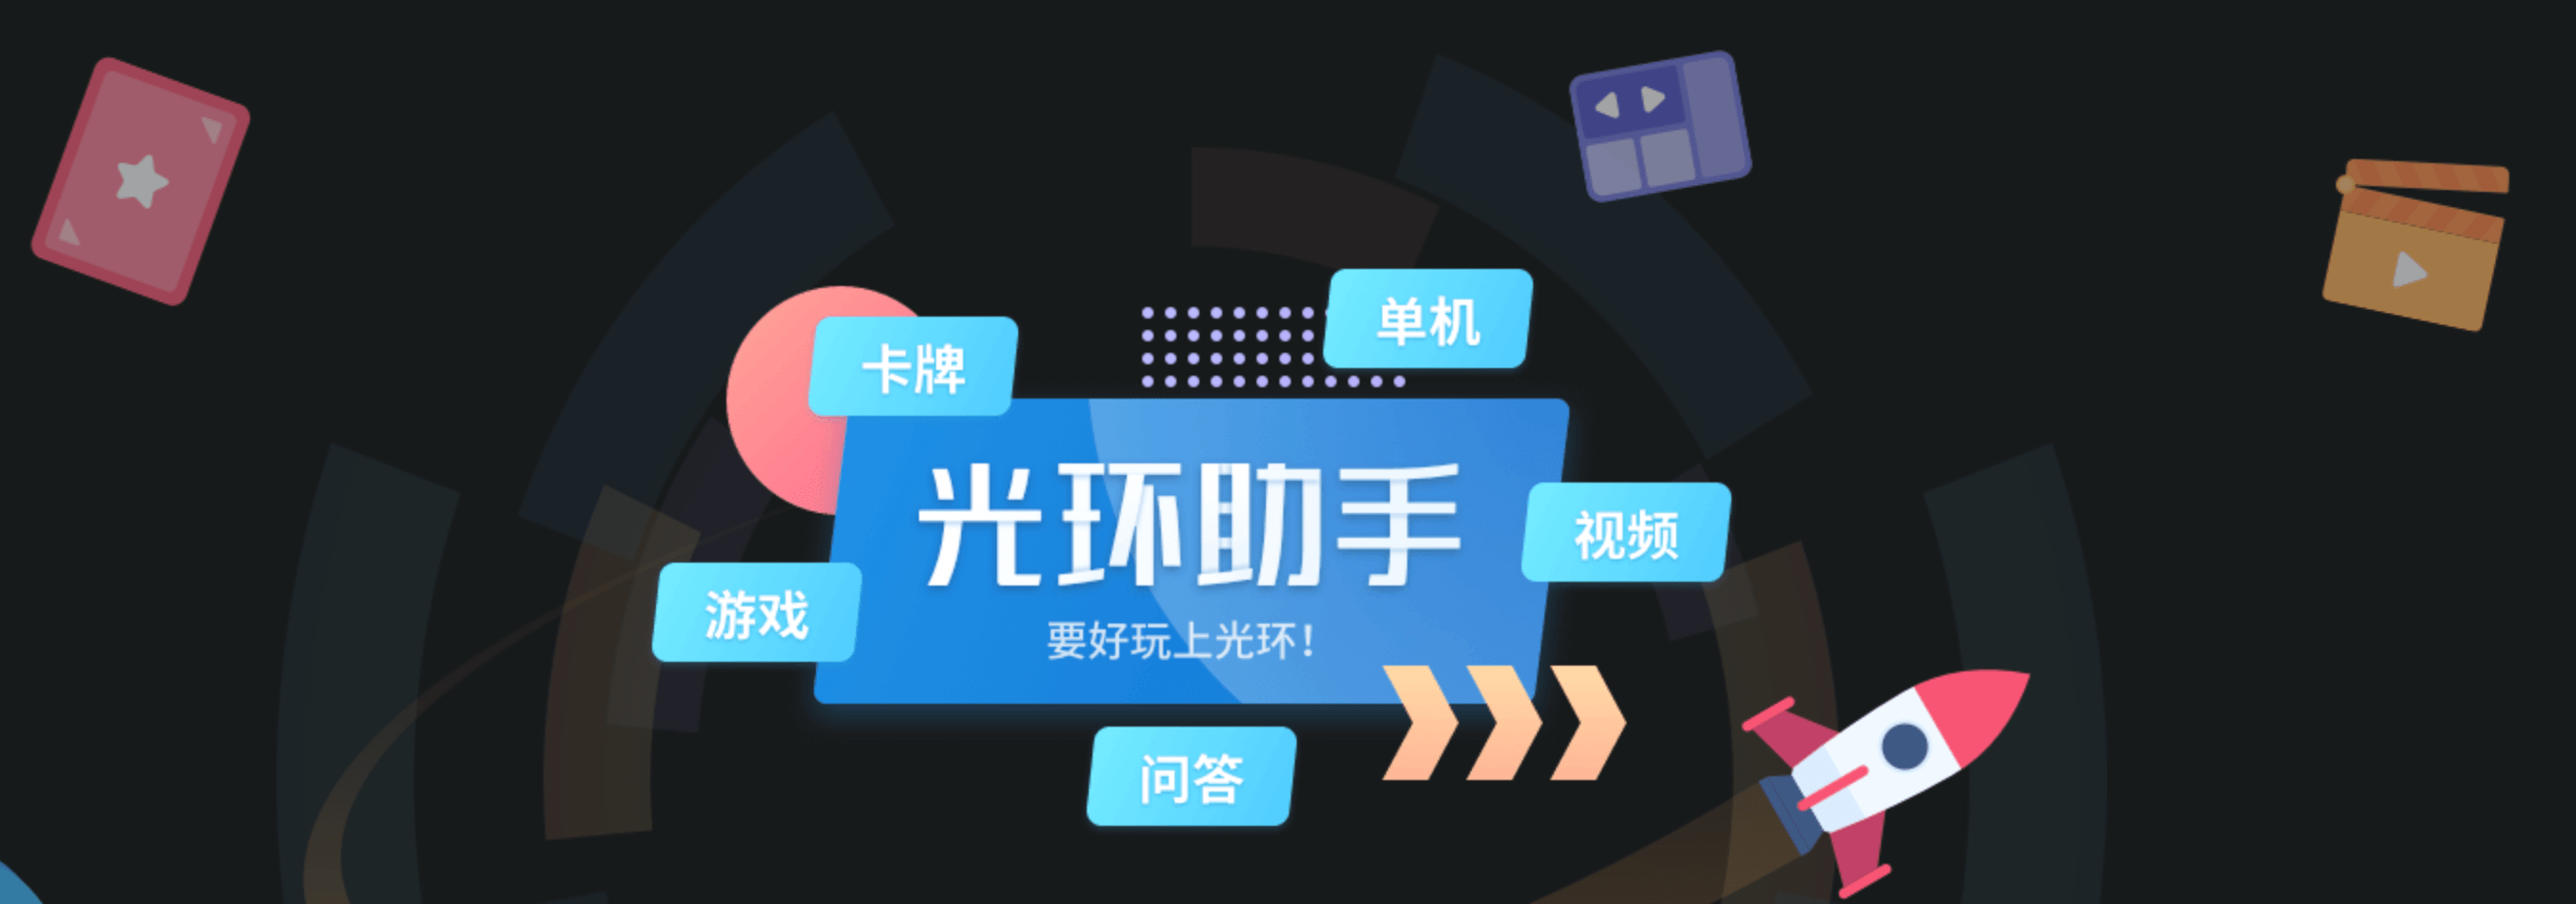 单机
卡牌
光环助手
视频
游戏
要好玩上光环！
问答